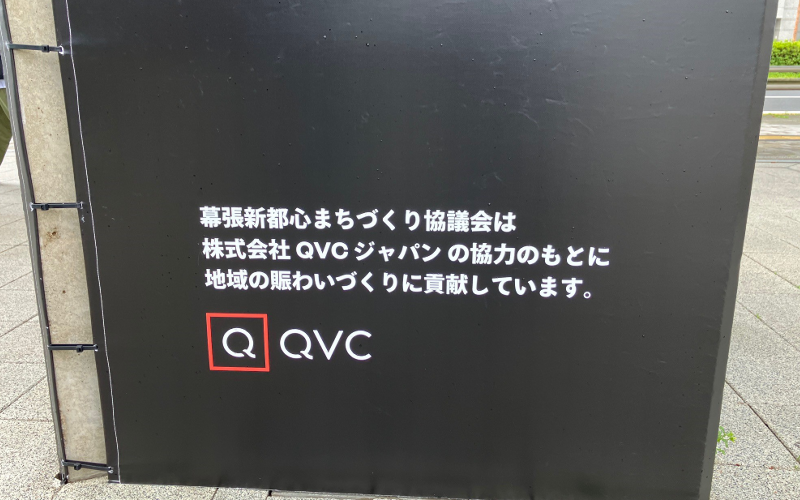 幕張新都心まちづくり協議会は
株式会社 QVC ジャパン の協力のもとに
地域の賑わいづくりに貢献しています。
Q QVC